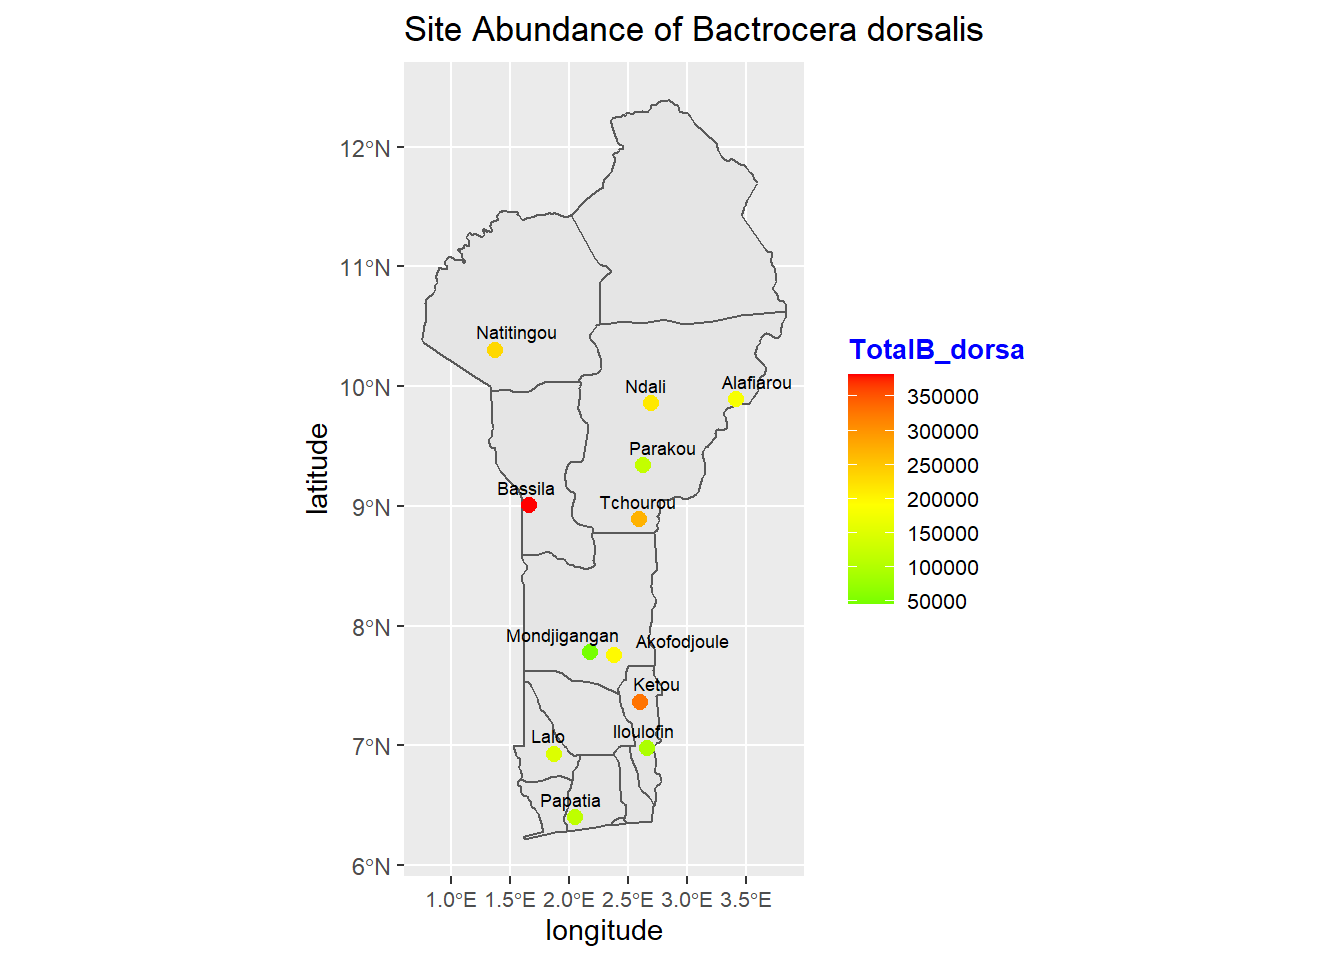 Site Abundance of Bactrocera dorsalis
12°N
11°N
10°N
9°N
8°N
7°N
6°N
latitude
Natitingou
Ndali
Alafiarou
Parakou
Bassila
Tchourou
Mondjigangan
Akofodjoule
Ketou
Iloulofin
Lalo
Papatia
1.0°E 1.5°E 2.0°E 2.5°E 3.0°E 3.5°E
longitude
TotalB_dorsa
350000
300000
250000
200000
150000
100000
50000